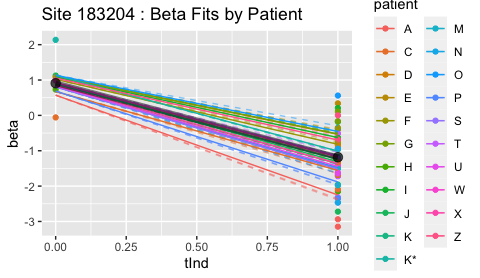 Site 183204 : Beta Fits by Patient
patient
2
1
0
-1
-2
-3
beta
0.00
0.25
0.50
0.75
1.00
tInd
A
C
D
E
F
G
H
I
J
K
K*
M
N
O
P
S
T
U
W
X
Z